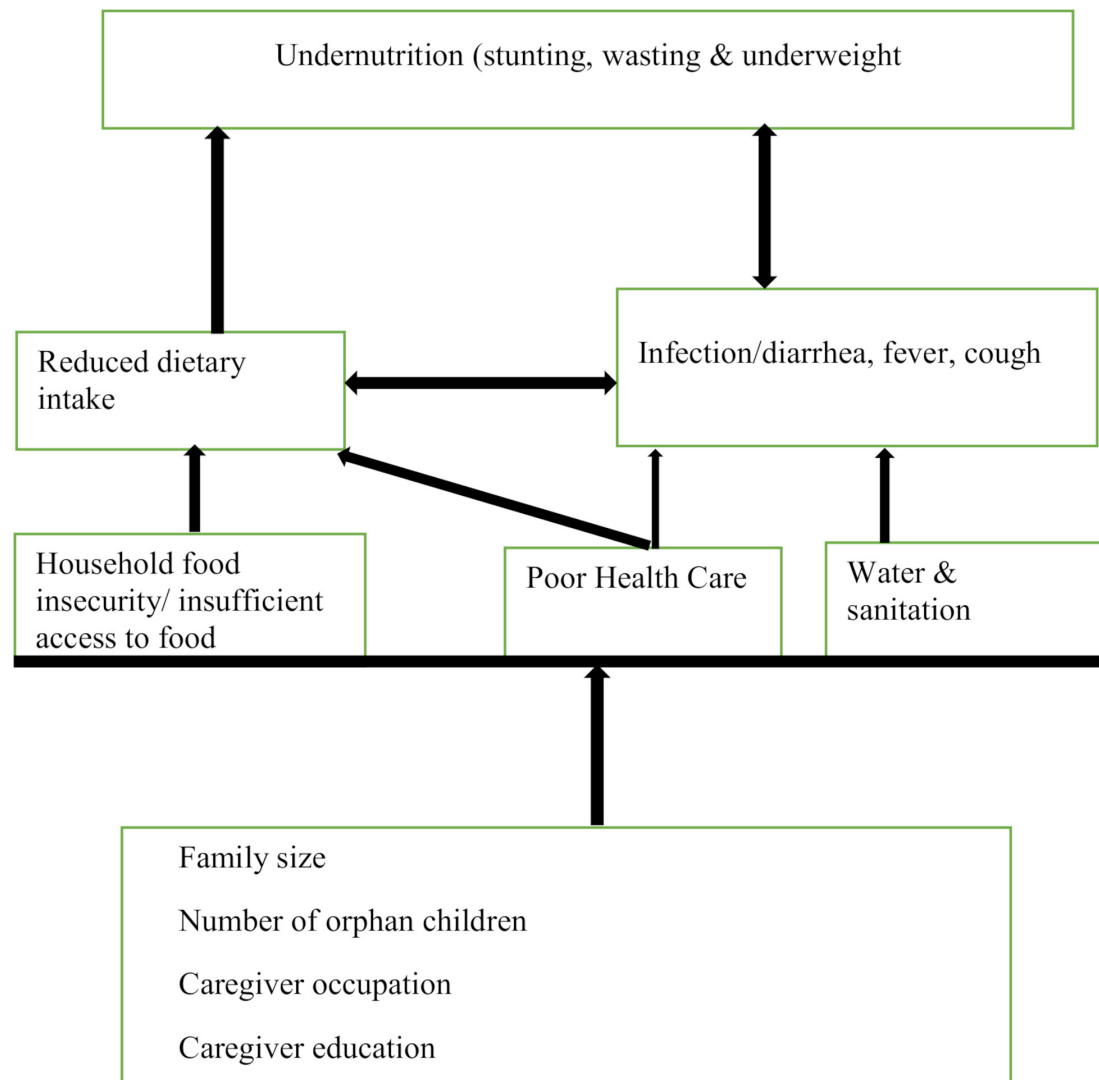 Undernutrition (stunting, wasting & underweight
Reduced dietary
intake
Infection/diarrhea, fever, cough
Household food
insecurity/ insufficient
access to food
Poor Health Care
Water &
sanitation
Family size
Number of orphan children
Caregiver occupation
Caregiver education